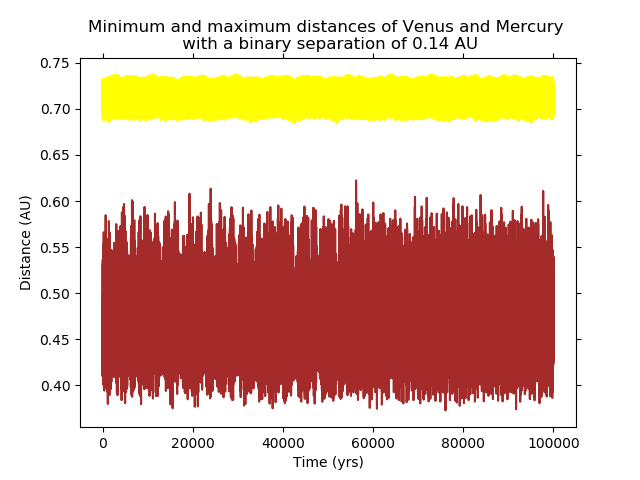 Minimum and maximum distances of Venus and Mercury
with a binary separation of 0.14 AU
0.75
0.70
0.65
0.60
0.55
0.50
0.45
0.40
Distance (AU)
0 20000 40000 60000 80000 100000
Time (yrs)